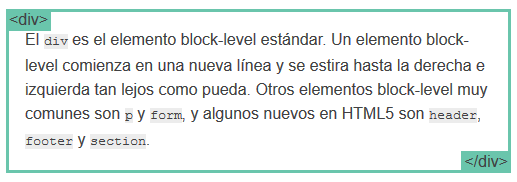 <div>
El div es el elemento block-level estándar. Un elemento block-
level comienza en una nueva línea y se estira hasta la derecha e
izquierda tan lejos como pueda. Otros elementos block-level muy
comunes son p y form, y algunos nuevos en HTML5 son header,
footer y section.
</div>